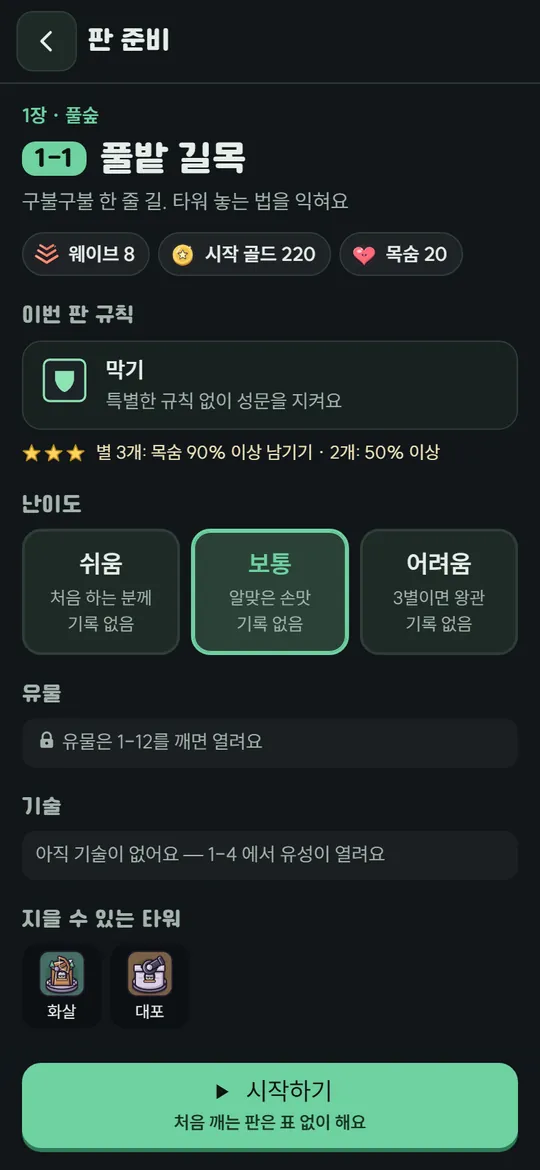 판 준비
1장 · 풀숲
1-1 풀밭 길목
구불구불 한 줄 길. 타워 놓는 법을 익혀요
웨이브 8 시작 골드 220 목숨 20
이번 판 규칙
막기
특별한 규칙 없이 성문을 지켜요
별 3개: 목숨 90% 이상 남기기 · 2개: 50% 이상
난이도
쉬움 보통 어려움
처음 하는 분께 알맞은 손맛 3별이면 왕관
기록 없음 기록 없음 기록 없음
유물
유물은 1-12를 깨면 열려요
기술
아직 기술이 없어요 — 1-4 에서 유성이 열려요
지을 수 있는 타워
화살 대포
시작하기
처음 깨는 판은 표 없이 해요